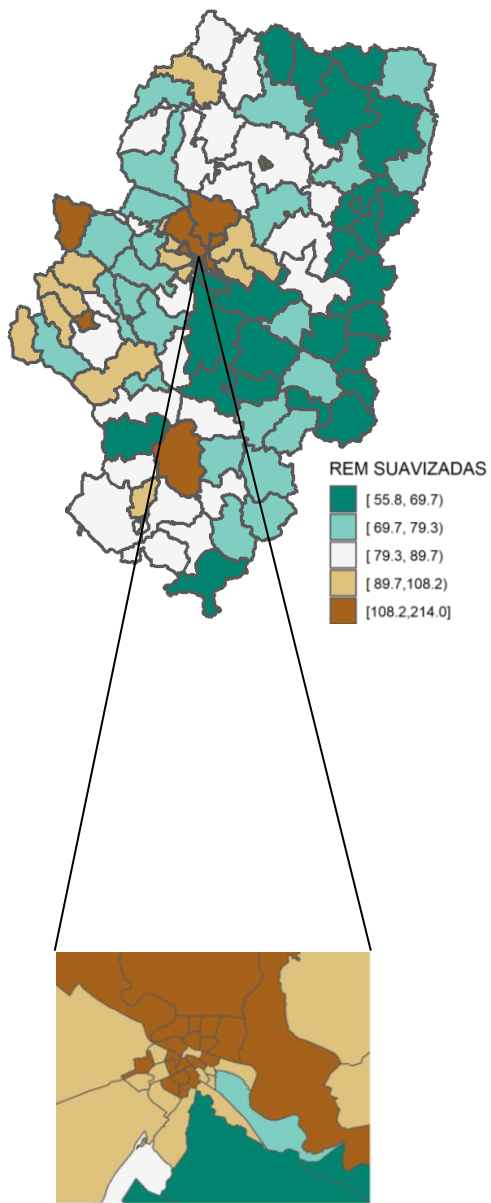 REM SUAVIZADAS
[ 55.8, 69.7)
[ 69.7, 79.3)
[ 79.3, 89.7)
[ 89.7,108.2)
[108.2,214.0]